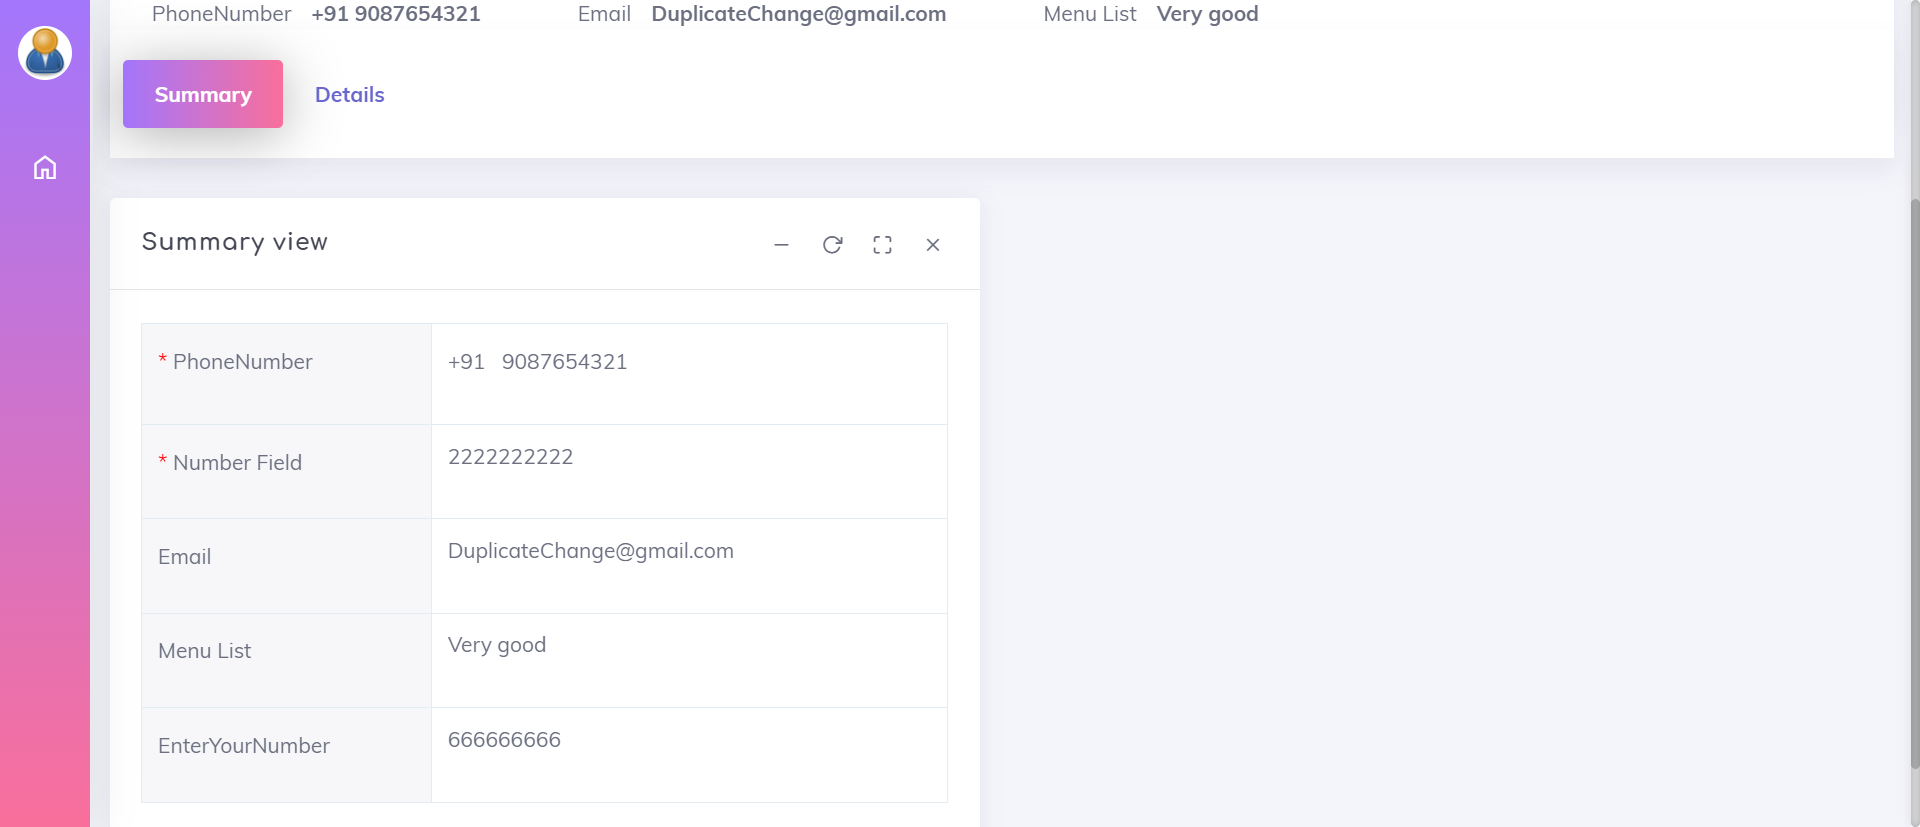 PhoneNumber +91 9087654321 Email DuplicateChange@gmail.com Menu List Very good
Summary Details
Summary view
* PhoneNumber +91 9087654321
* Number Field 2222222222
Email DuplicateChange@gmail.com
Menu List Very good
EnterYourNumber 666666666